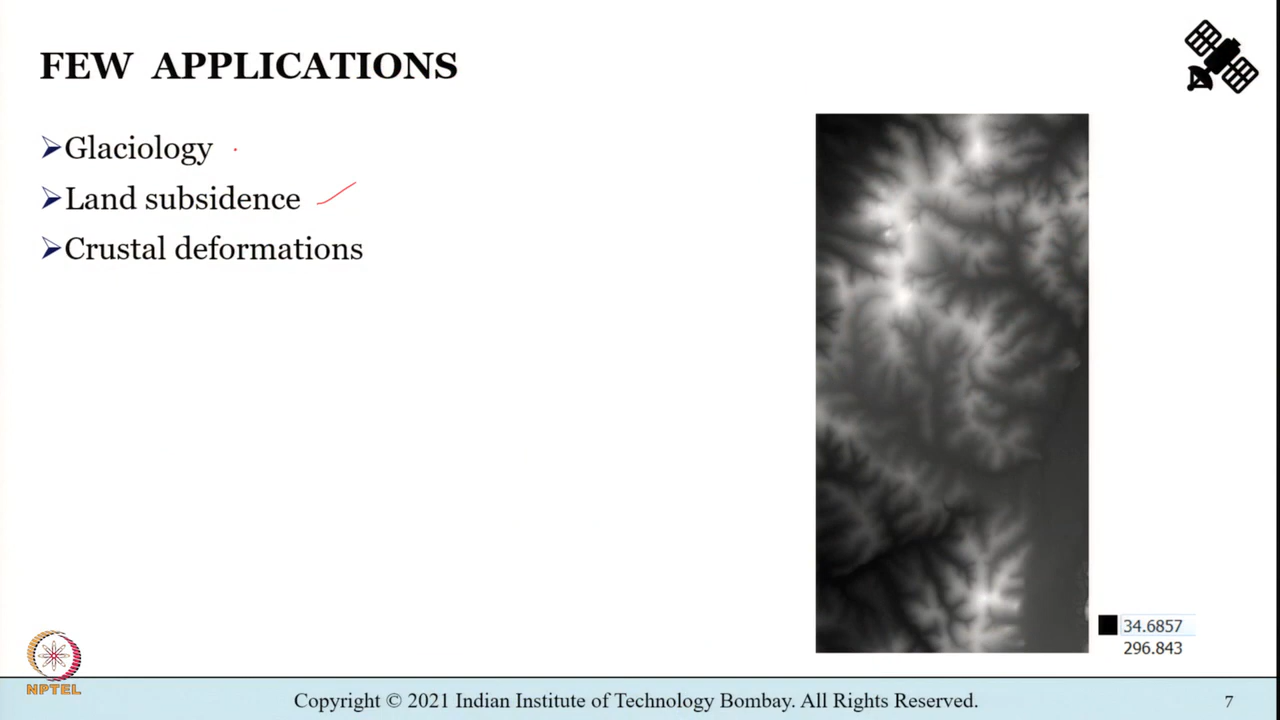 FEW APPLICATIONS
➢Glaciology
➢Land subsidence
➢Crustal deformations
34.6857
296.843
NPTEL
Copyright © 2021 Indian Institute of Technology Bombay. All Rights Reserved.
7